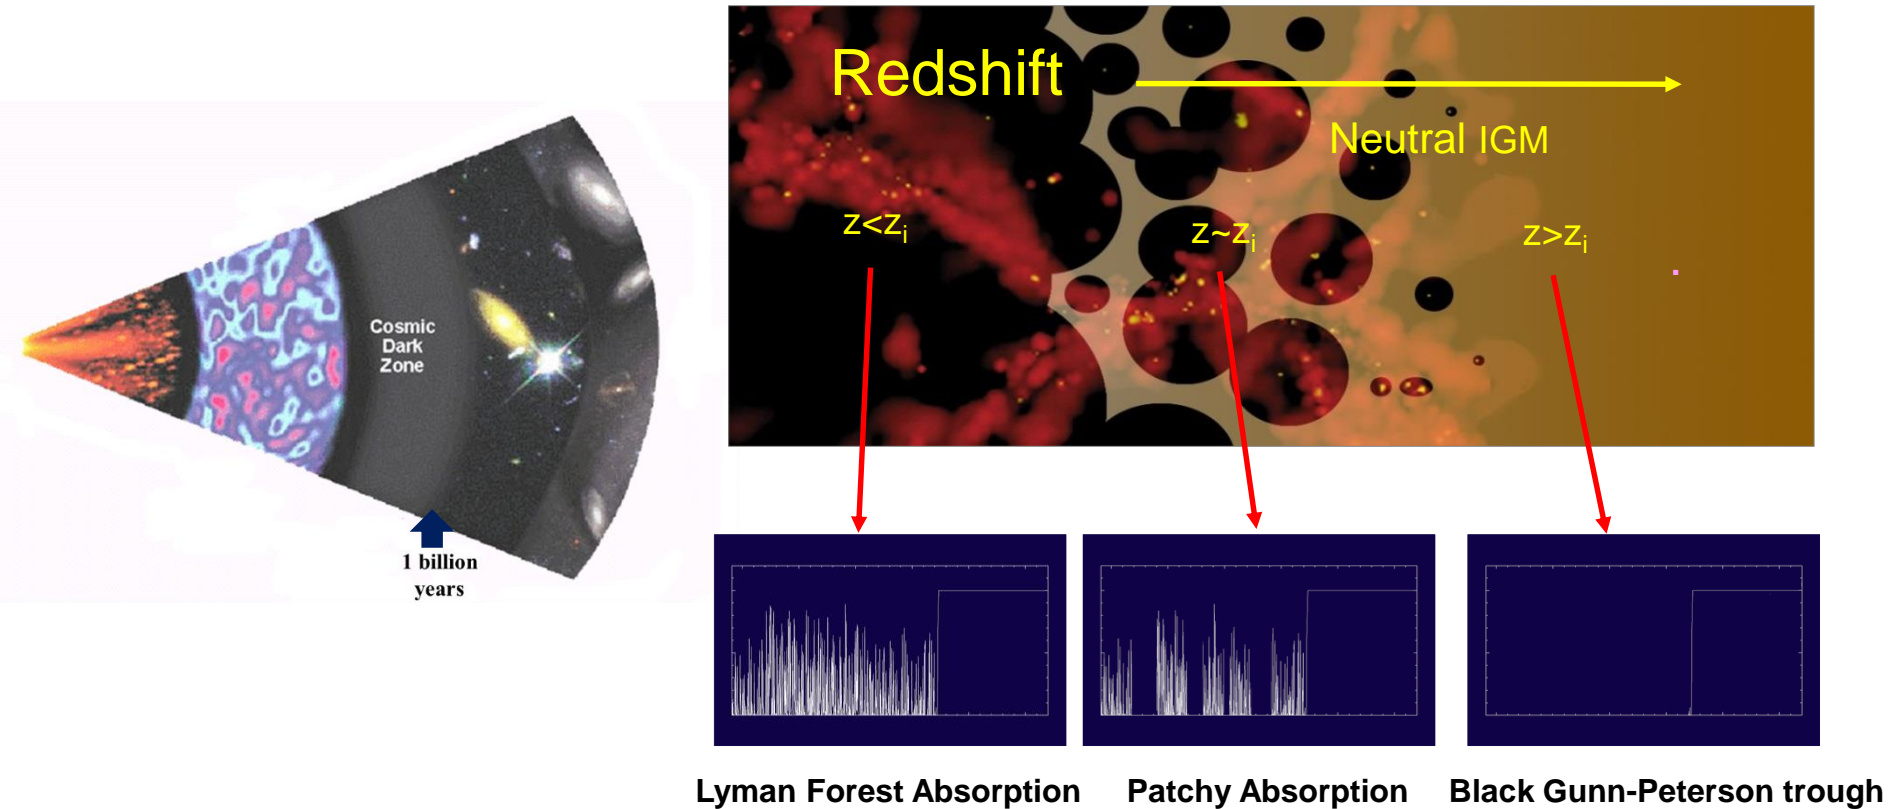 Redshift
Neutral IGM
z<zi
z~zi
z>zi
Cosmic
Dark
Zone
1 billion
years
Lyman Forest Absorption
Patchy Absorption
Black Gunn-Peterson trough